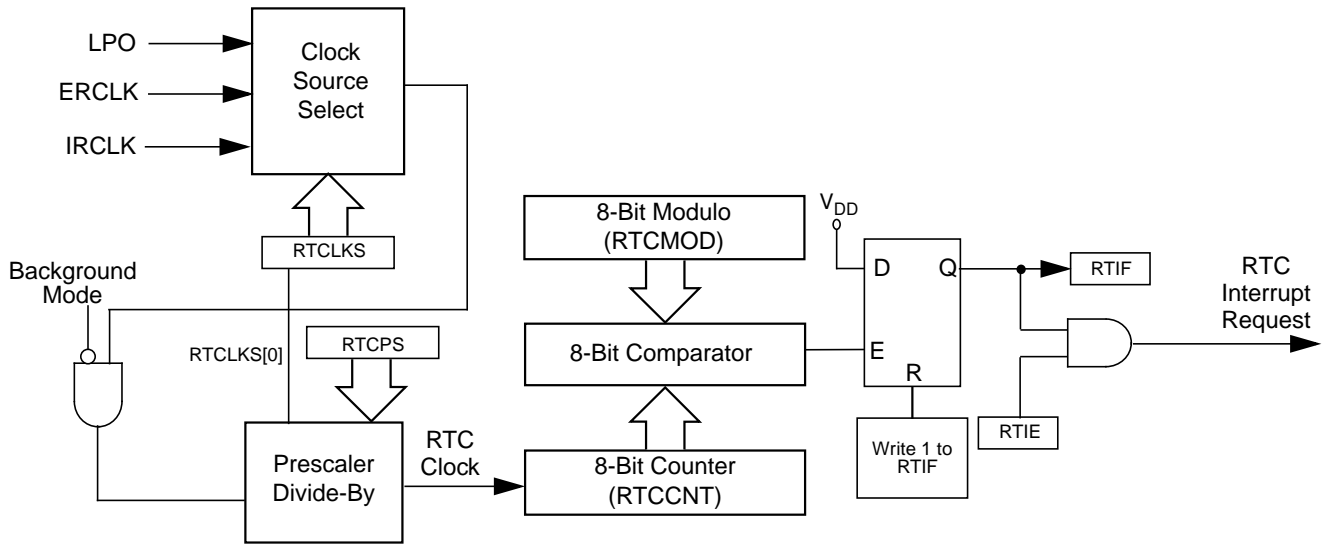 LPO
ERCLK
IRCLK
Clock
Source
Select
RTCLKS
Background
Mode
RTCLKS[0]
RTCPS
Prescaler
Divide-By
RTC
Clock
8-Bit Modulo
(RTCMOD)
8-Bit Comparator
8-Bit Counter
(RTCCNT)
VDD
D Q
E
R
Write 1 to
RTIF
RTIF
RTIE
RTC
Interrupt
Request